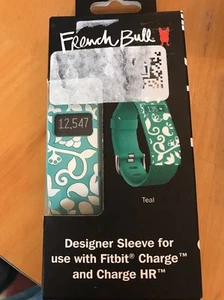 French Bull
12,547
Teal
Designer Sleeve for
use with Fitbit® Charge™
and Charge HR™